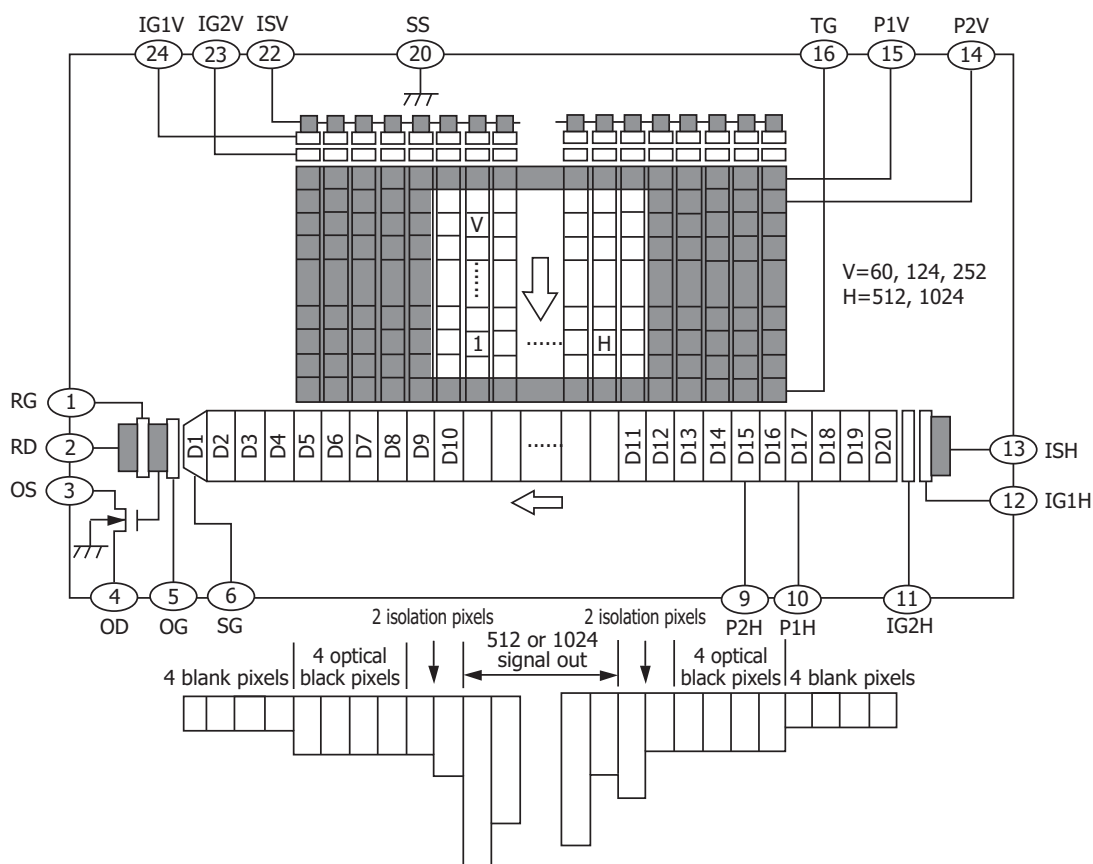 IG1V IG2V ISV SS TG P1V P2V
24 23 22 20 16 15 14
V
V=60, 124, 252
H=512, 1024
1 ...... H
RG 1
RD 2
OS 3
D1 D2 D3 D4 D5 D6 D7 D8 D9 D10 ...... D11 D12 D13 D14 D15 D16 D17 D18 D19 D20
13 ISH
12 IG1H
4 5 6 9 10 11
OD OG SG P2H P1H IG2H
2 isolation pixels 2 isolation pixels
512 or 1024
signal out
4 blank pixels
4 optical
black pixels
4 optical
black pixels
4 blank pixels